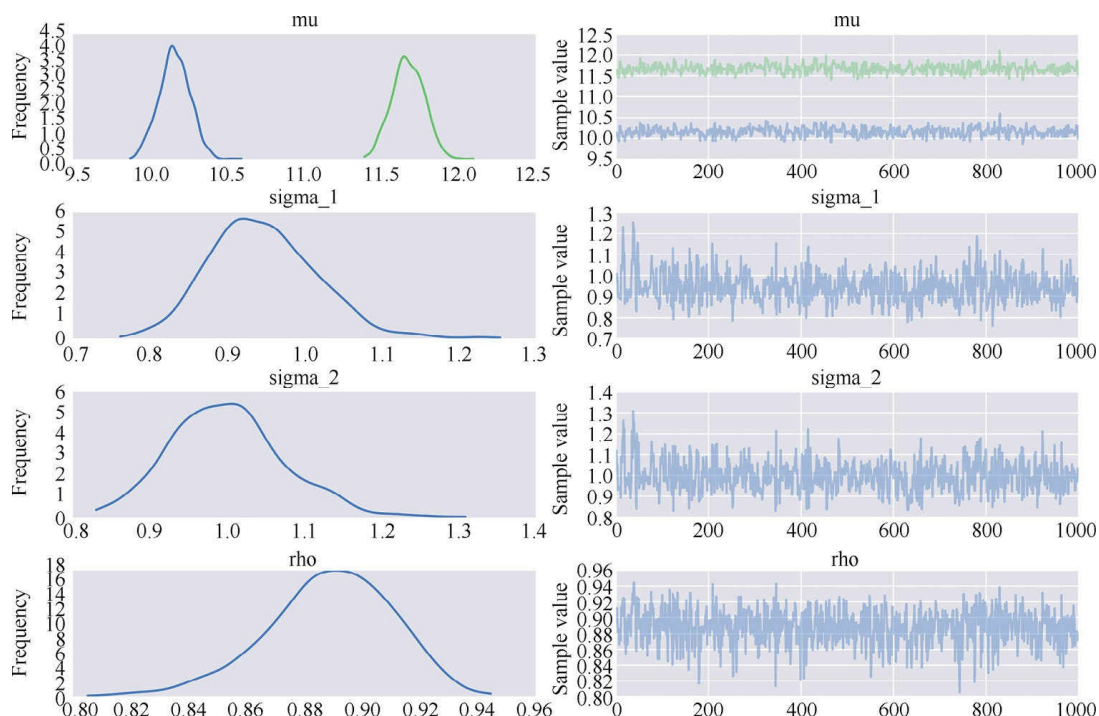 mu
Frequency
4.5
4.0
3.5
3.0
2.5
2.0
1.5
1.0
0.5
0.0
9.5 10.0 10.5 11.0 11.5 12.0 12.5
mu
Sample value
12.5
12.0
11.5
11.0
10.5
10.0
9.5
0 200 400 600 800 1000
sigma_1
Frequency
6
5
4
3
2
1
0
0.7 0.8 0.9 1.0 1.1 1.2 1.3
sigma_1
Sample value
1.3
1.2
1.1
1.0
0.9
0.8
0.7
0 200 400 600 800 1000
sigma_2
Frequency
6
5
4
3
2
1
0
0.8 0.9 1.0 1.1 1.2 1.3 1.4
sigma_2
Sample value
1.4
1.3
1.2
1.1
1.0
0.9
0.8
0 200 400 600 800 1000
rho
Frequency
18
16
14
12
10
8
6
4
2
0
0.80 0.82 0.84 0.86 0.88 0.90 0.92 0.94 0.96
rho
Sample value
0.96
0.94
0.92
0.90
0.88
0.86
0.84
0.82
0.80
0 200 400 600 800 1000